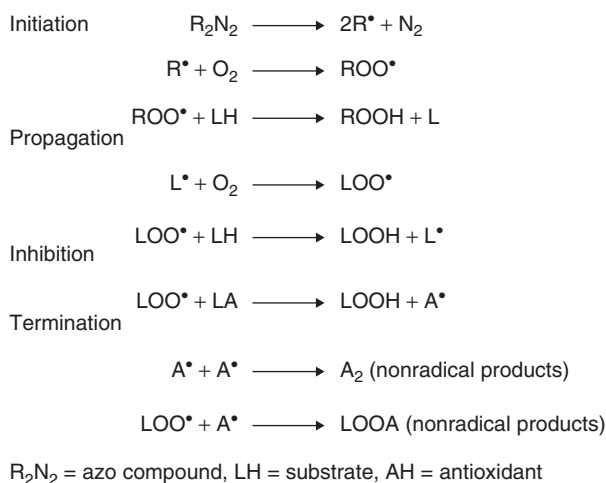 Initiation R₂N₂ ⟶ 2R• + N₂
R• + O₂ ⟶ ROO•
ROO• + LH ⟶ ROOH + L
Propagation
L• + O₂ ⟶ LOO•
LOO• + LH ⟶ LOOH + L•
Inhibition
LOO• + LA ⟶ LOOH + A•
Termination
A• + A• ⟶ A₂ (nonradical products)
LOO• + A• ⟶ LOOA (nonradical products)
R₂N₂ = azo compound, LH = substrate, AH = antioxidant